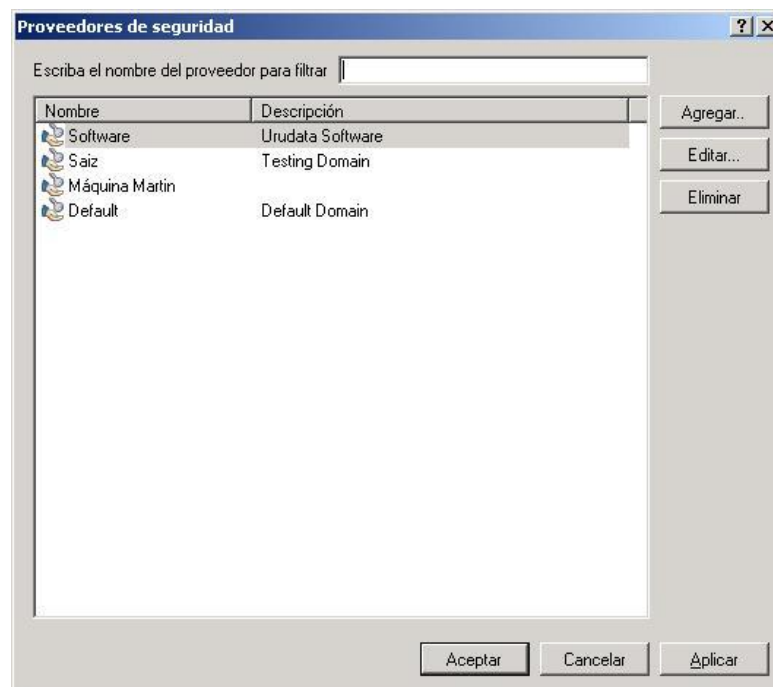 Proveedores de seguridad
Escriba el nombre del proveedor para filtrar
Nombre Descripción
Agregar..
Software Urudata Software
Saiz Testing Domain
Editar...
Máquina Martin
Eliminar
Default Default Domain
Aceptar Cancelar Aplicar